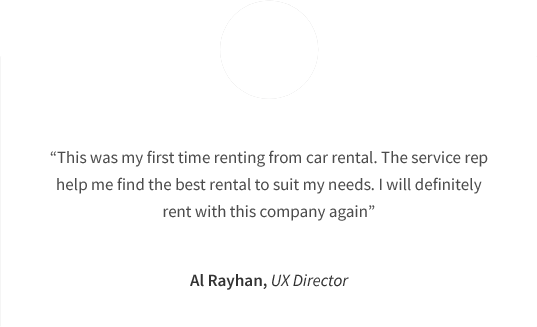 “This was my first time renting from car rental. The service rep
help me find the best rental to suit my needs. I will definitely
rent with this company again”
Al Rayhan, UX Director